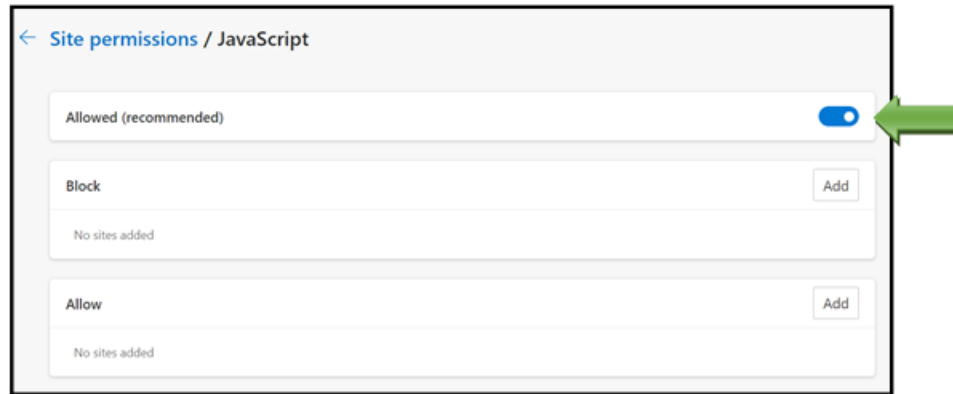 Site permissions / JavaScript
Allowed (recommended)
Block
Add
No sites added
Allow
Add
No sites added